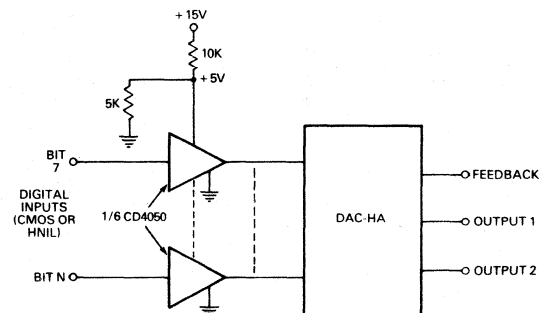 + 15V
10K
+ 5V
5K
BIT
7
DIGITAL
INPUTS
(CMOS OR
HNIL)
1/6 CD4050
DAC-HA
FEEDBACK
OUTPUT 1
OUTPUT 2
BIT N